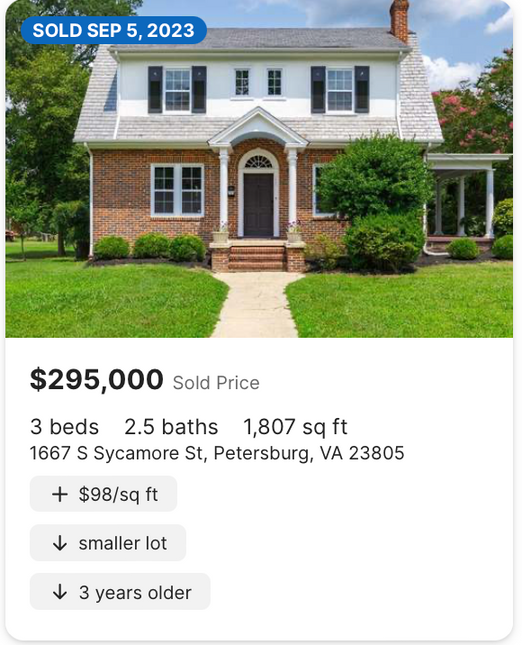 SOLD SEP 5, 2023
$295,000 Sold Price
3 beds 2.5 baths 1,807 sq ft
1667 S Sycamore St, Petersburg, VA 23805
+ $98/sq ft
↓ smaller lot
↓ 3 years older